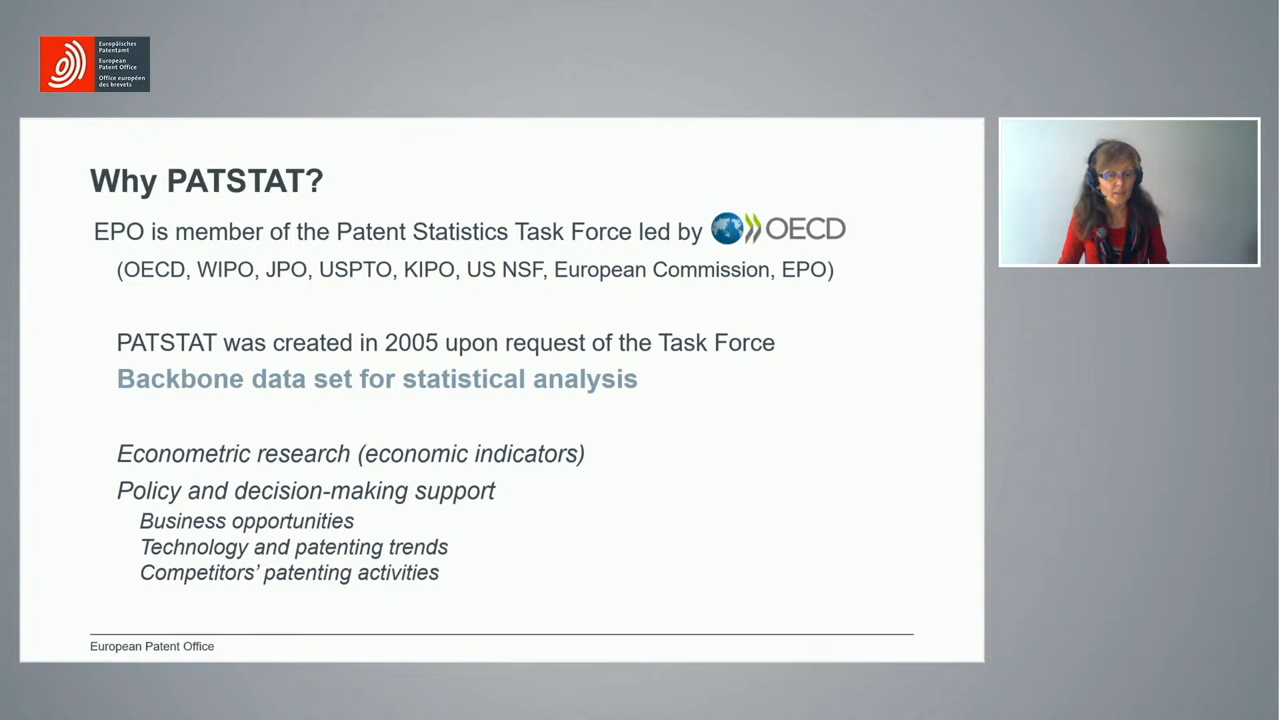 Europäisches
Patentamt
European
Patent Office
Office européen
des brevets
Why PATSTAT?
EPO is member of the Patent Statistics Task Force led by OECD
(OECD, WIPO, JPO, USPTO, KIPO, US NSF, European Commission, EPO)
PATSTAT was created in 2005 upon request of the Task Force
Backbone data set for statistical analysis
Econometric research (economic indicators)
Policy and decision-making support
Business opportunities
Technology and patenting trends
Competitors’ patenting activities
European Patent Office